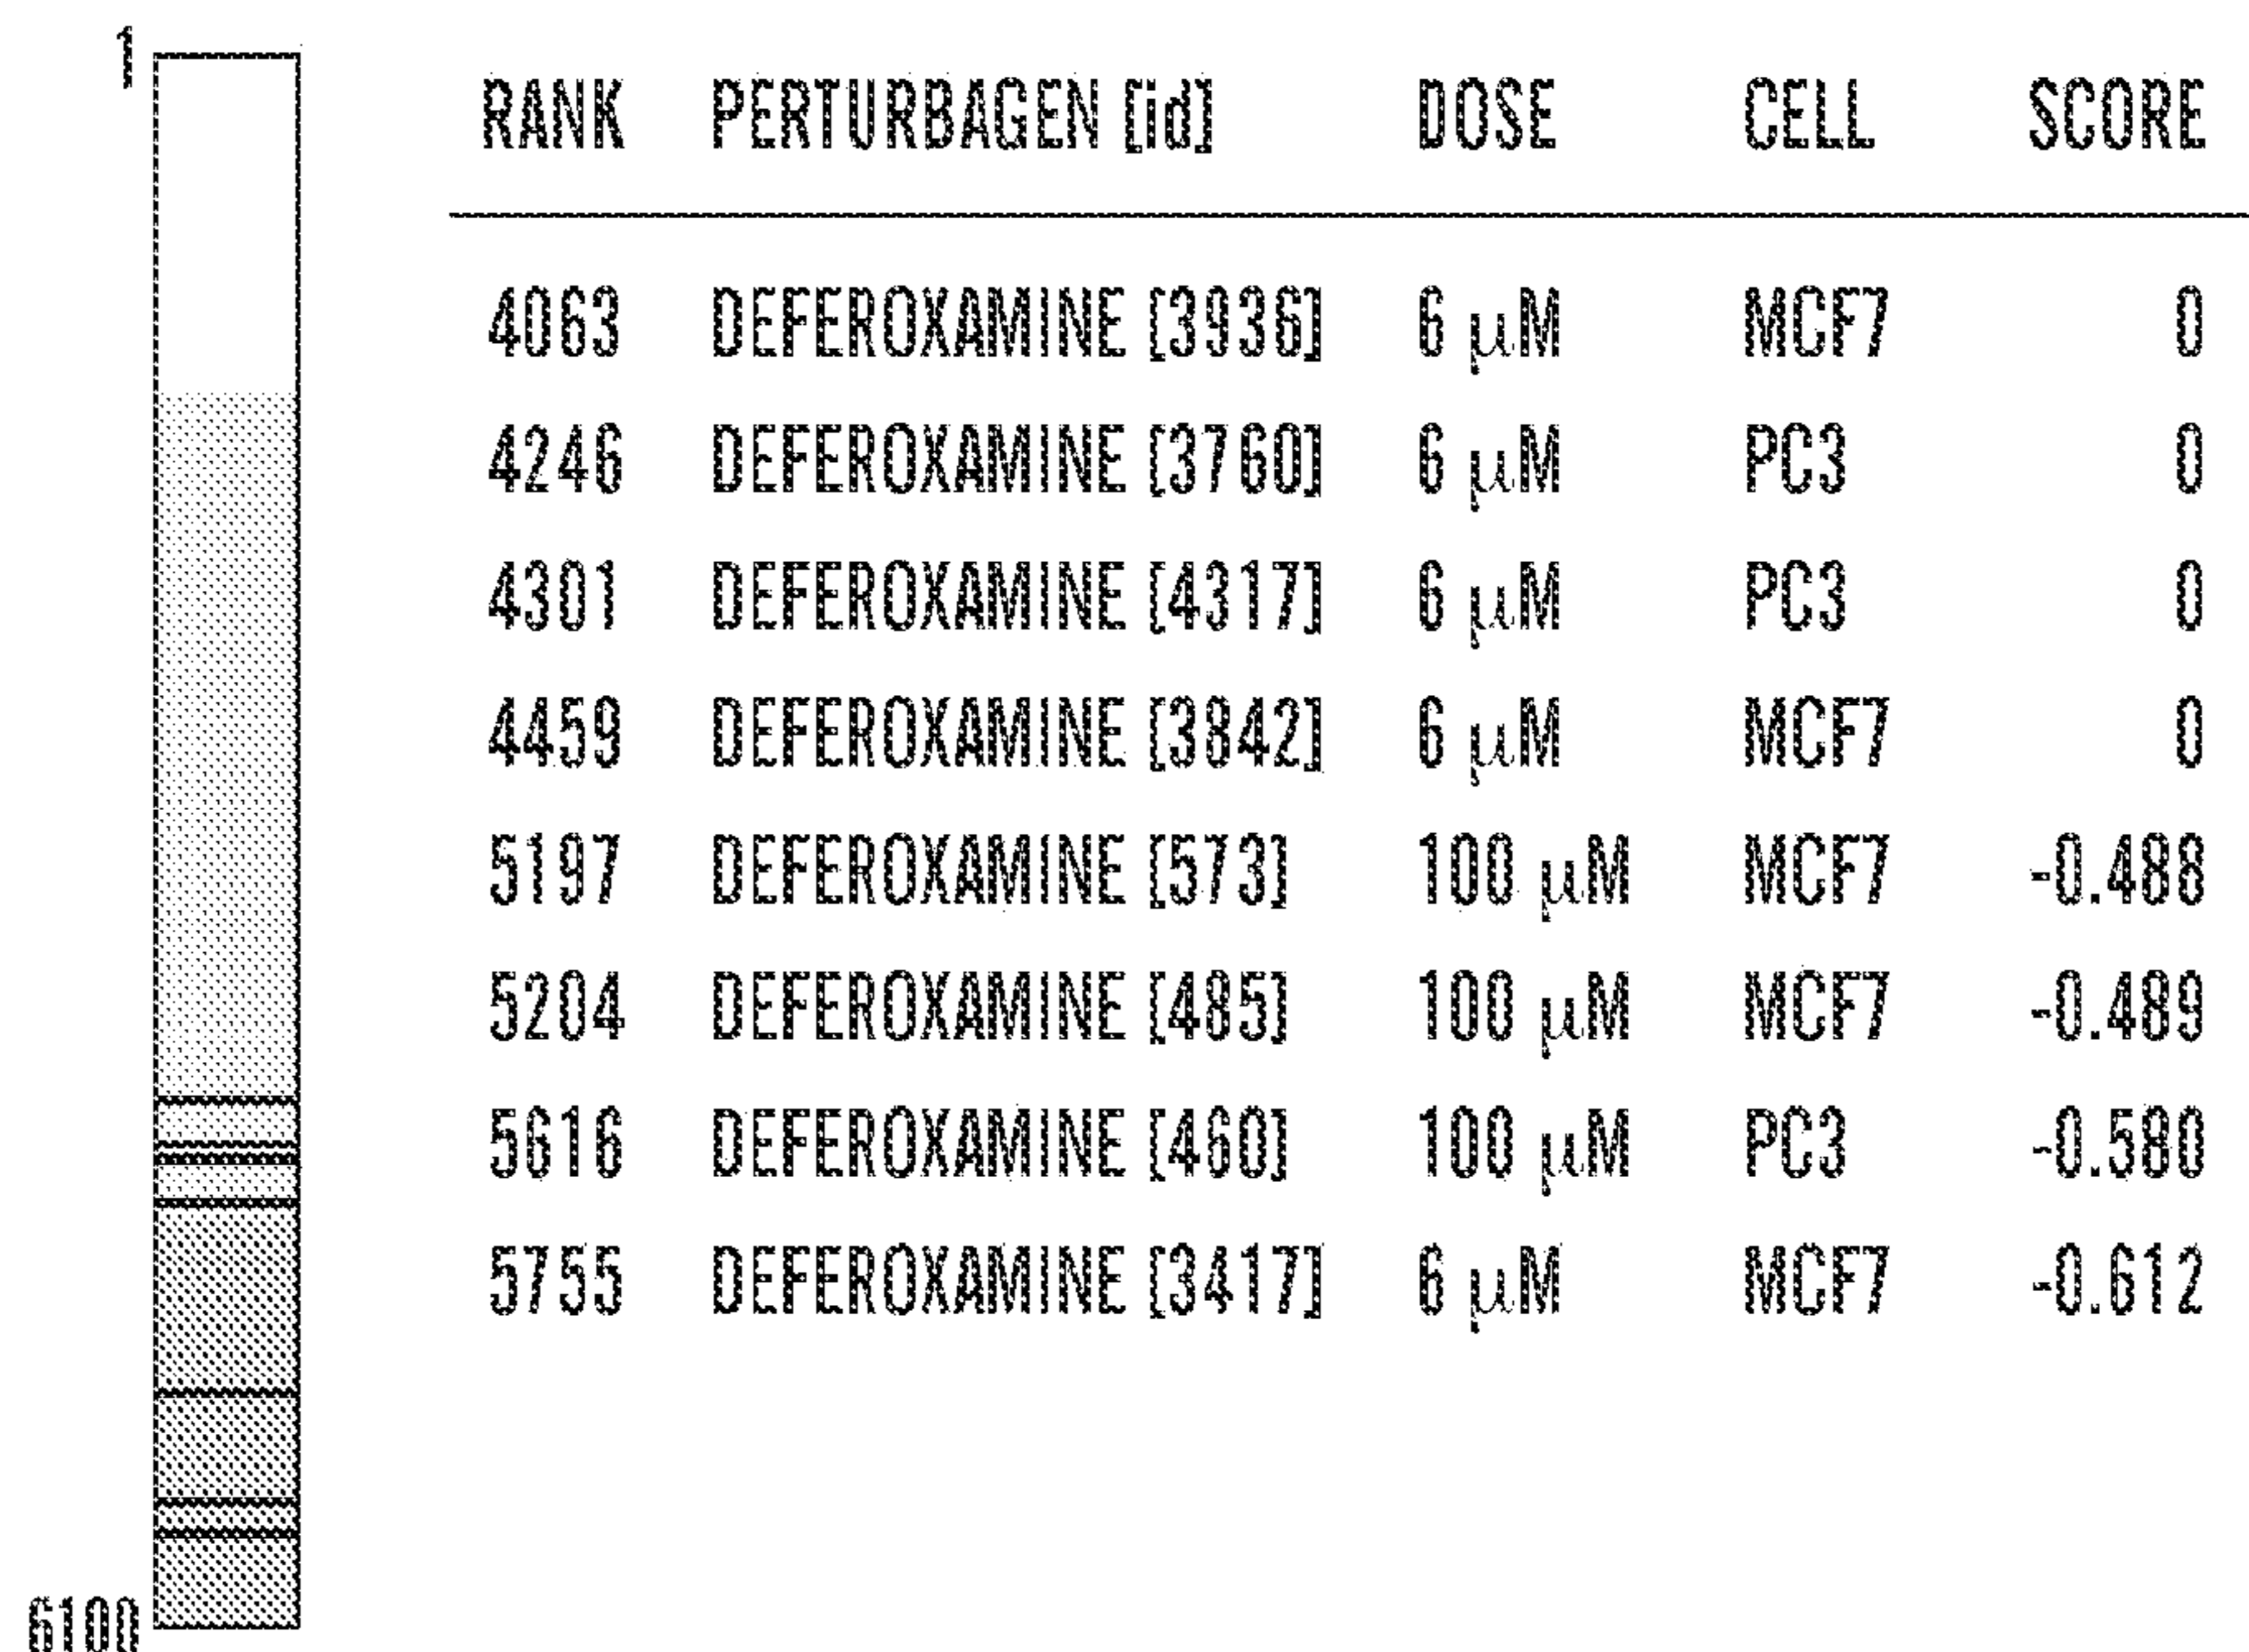 1
RANK PERTURBAGEN [id] DOSE CELL SCORE
4063 DEFEROXAMINE [3936] 6 µM MCF7 0
4246 DEFEROXAMINE [3760] 6 µM PC3 0
4301 DEFEROXAMINE [4317] 6 µM PC3 0
4459 DEFEROXAMINE [3842] 6 µM MCF7 0
5197 DEFEROXAMINE [573] 100 µM MCF7 -0.488
5204 DEFEROXAMINE [485] 100 µM MCF7 -0.489
5616 DEFEROXAMINE [460] 100 µM PC3 -0.580
5755 DEFEROXAMINE [3417] 6 µM MCF7 -0.612
6100